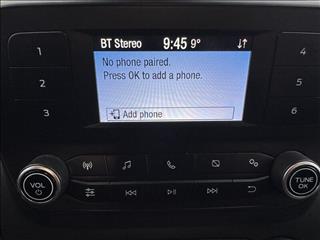 BT Stereo 9:45 9°
No phone paired.
Press OK to add a phone.
Add phone
1
2
3
4
5
6
VOL
TUNE
OK